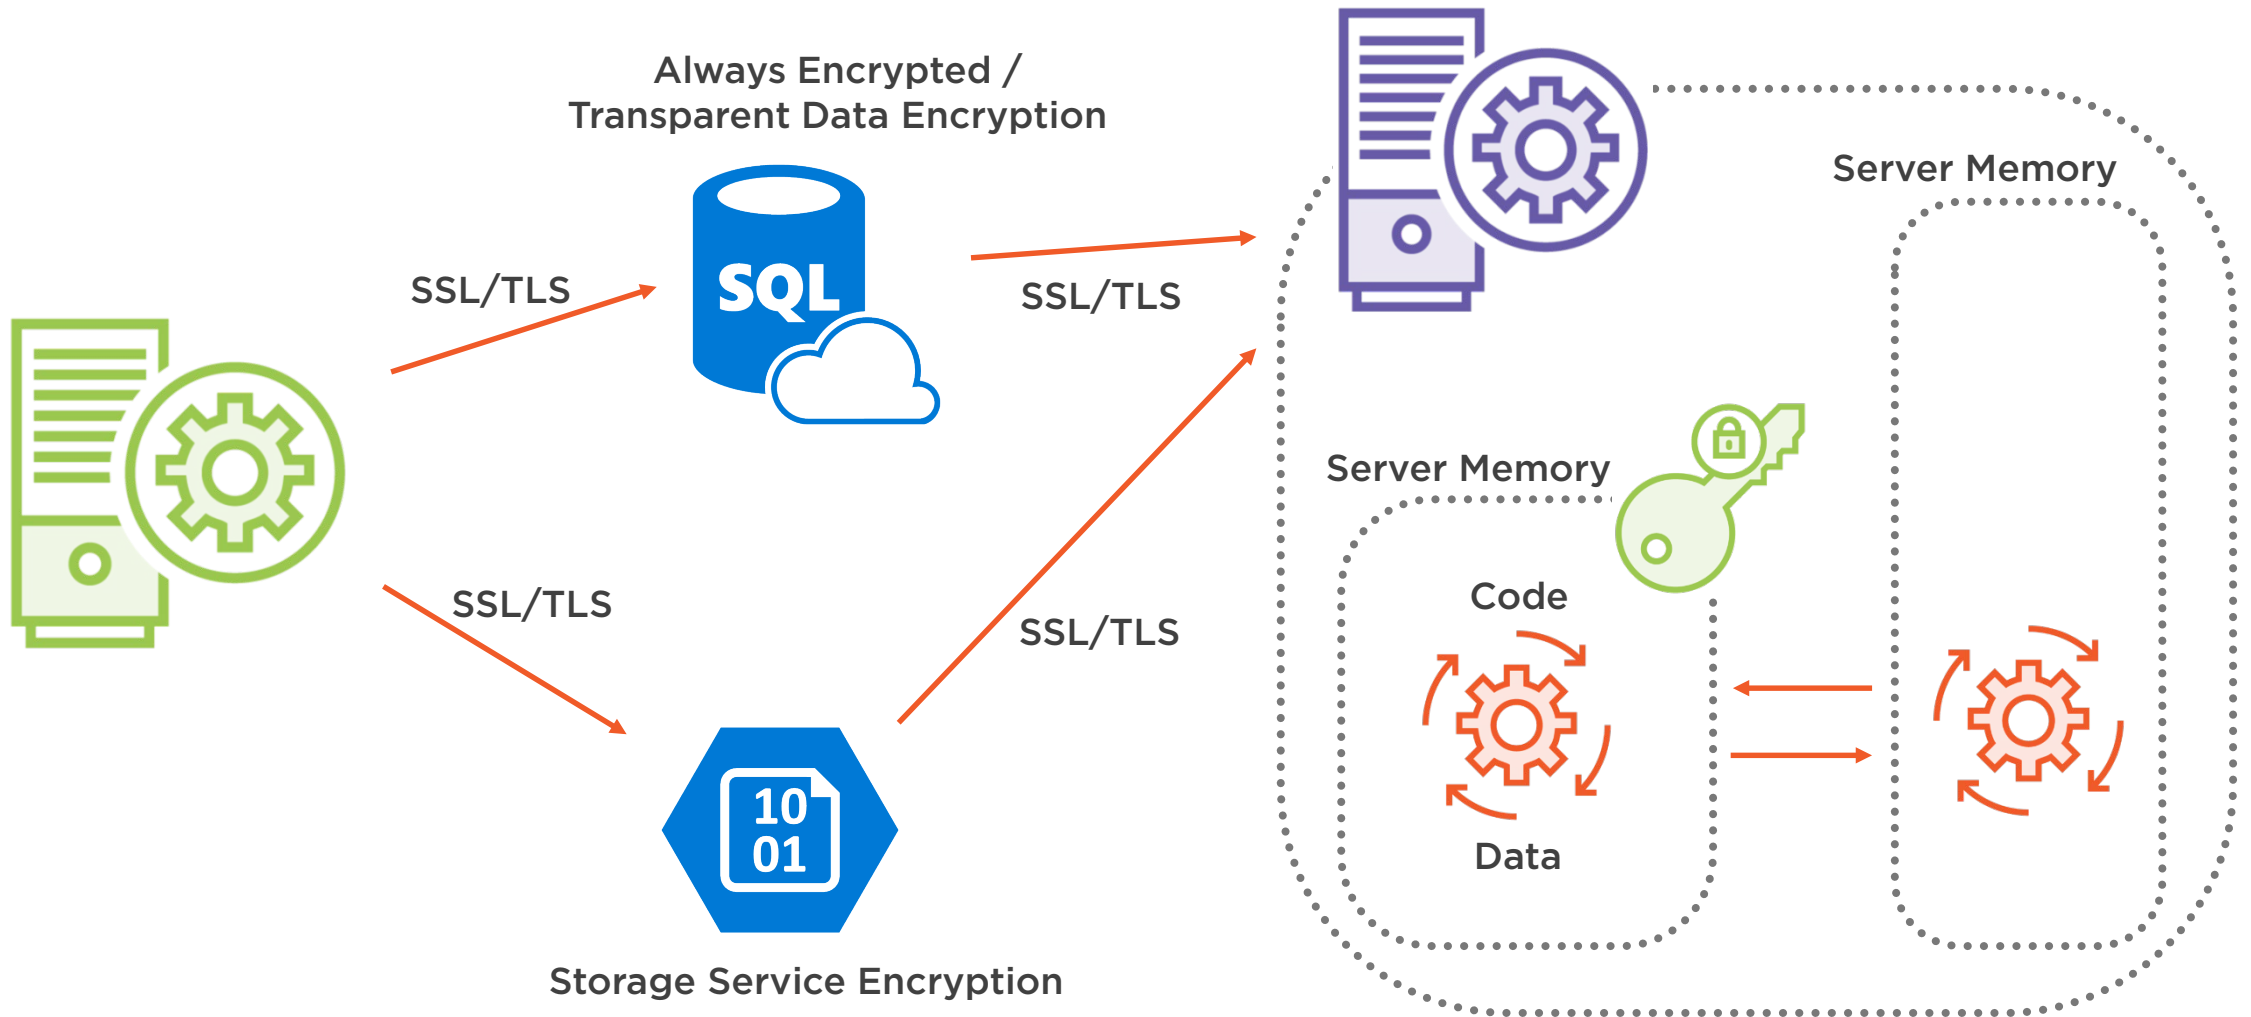 Always Encrypted /
Transparent Data Encryption
Server Memory
SQL
SSL/TLS
SSL/TLS
Server Memory
Code
SSL/TLS
SSL/TLS
10
01
Data
Storage Service Encryption